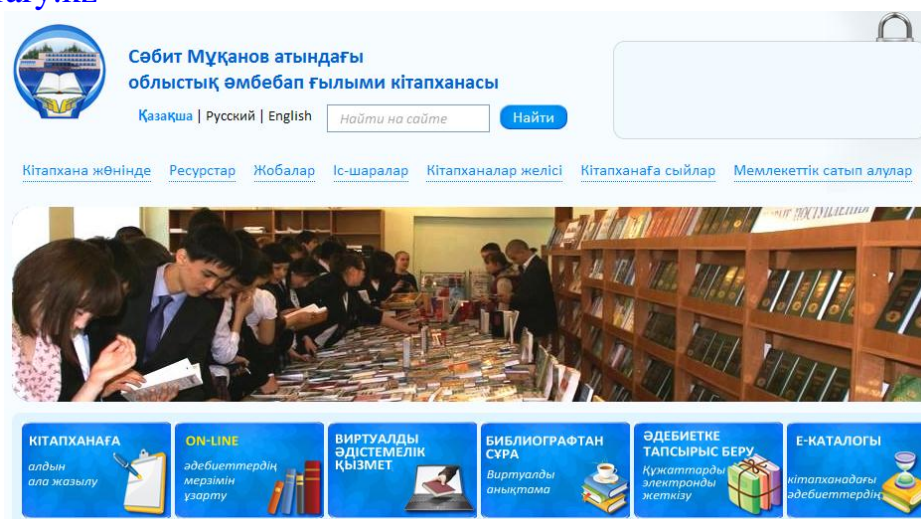 Сәбит Мұқанов атындағы
облыстық әмбебап ғылыми кітапханасы
Қазақша | Русский | English
Найти на сайте
Найти
Кітапхана жөнінде Ресурстар Жобалар Іс-шаралар Кітапханалар желісі Кітапханаға сыйлар Мемлекеттік сатып алулар
КІТАПХАНАҒА
алдын
ала жазылу
ON-LINE
әдебиеттердің
мерзімін
ұзарту
ВИРТУАЛДЫ
ӘДІСТЕМЕЛІК
ҚЫЗМЕТ
БИБЛИОГРАФТАН
СҰРА
Виртуалды
анықтама
ӘДЕБИЕТКЕ
ТАПСЫРЫС БЕРУ
Құжаттарды
электронды
жеткізу
Е-КАТАЛОГЫ
кітапханадағы
әдебиеттердің